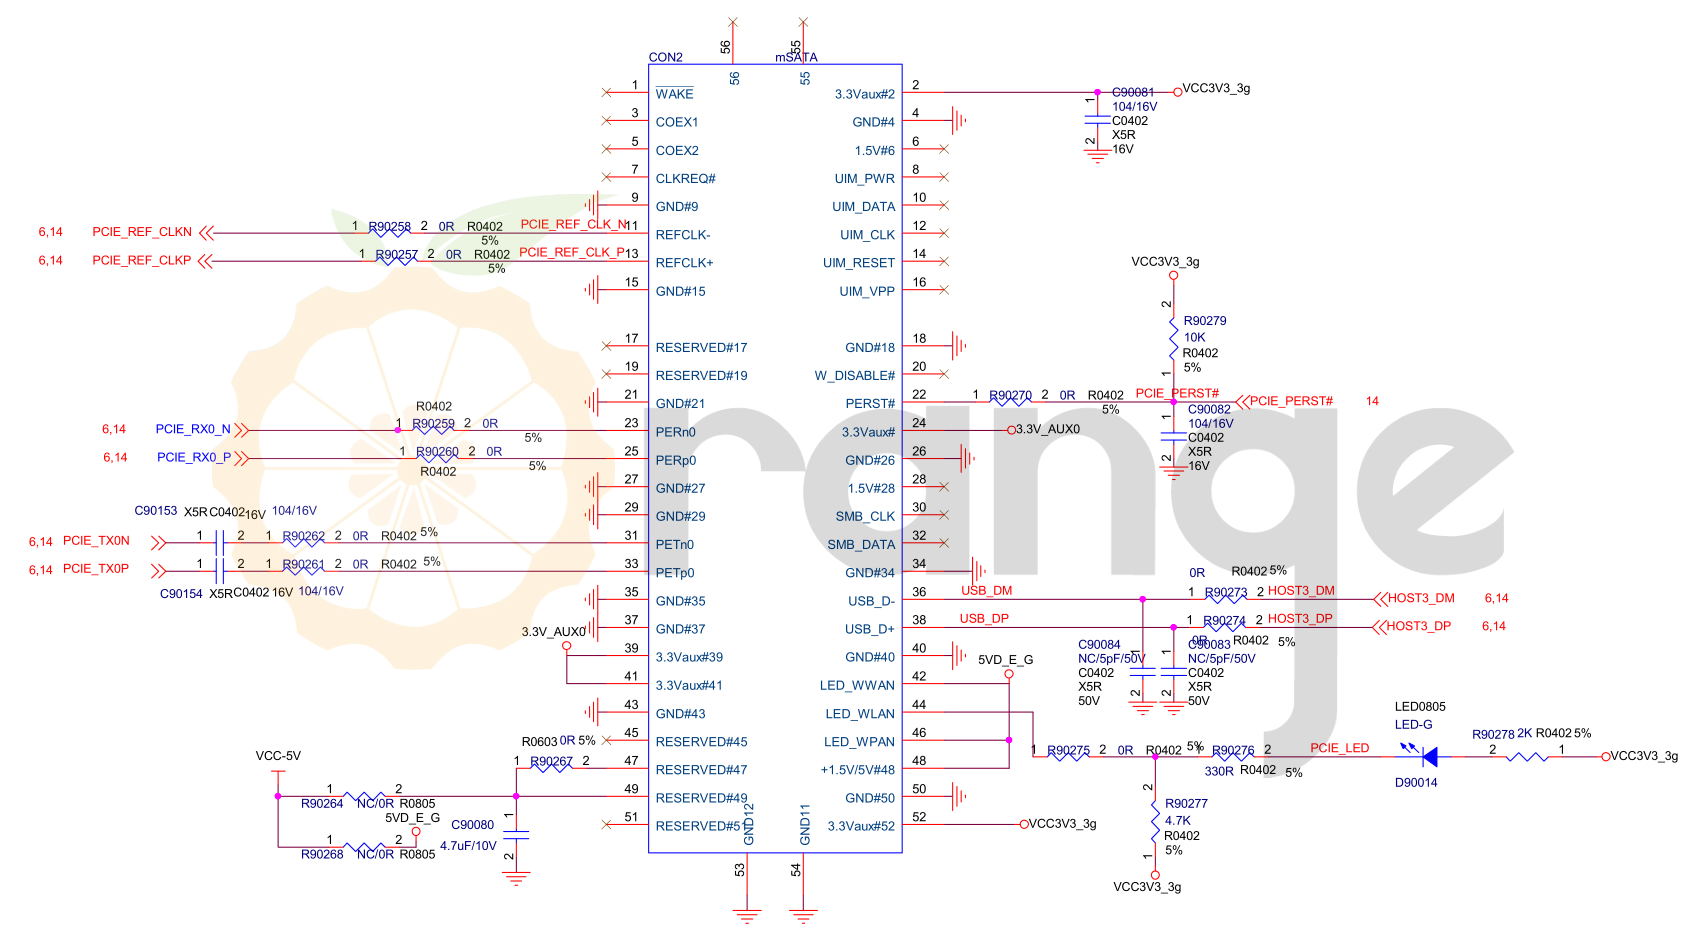 56
55
CON2
mSATA
56
55
1 WAKE
3 COEX1
5 COEX2
7 CLKREQ#
9 GND#9
6,14 PCIE_REF_CLKN 1 R90258 2 0R R0402 5% PCIE_REF_CLK_N 11 REFCLK-
6,14 PCIE_REF_CLKP 1 R90257 2 0R R0402 5% PCIE_REF_CLK_P 13 REFCLK+
15 GND#15
17 RESERVED#17
19 RESERVED#19
21 GND#21
R0402
6,14 PCIE_RX0_N 1 R90259 2 0R 5% 23 PERn0
6,14 PCIE_RX0_P 1 R90260 2 0R 5% 25 PERp0
R0402
27 GND#27
29 GND#29
C90153 X5R C0402 16V 104/16V
6,14 PCIE_TX0N 1 2 1 R90262 2 0R R0402 5% 31 PETn0
6,14 PCIE_TX0P 1 2 1 R90261 2 0R R0402 5% 33 PETp0
C90154 X5R C0402 16V 104/16V
35 GND#35
37 GND#37
3.3V_AUX0
39 3.3Vaux#39
41 3.3Vaux#41
43 GND#43
45 RESERVED#45
R0603 0R 5%
1 R90267 2 47 RESERVED#47
VCC-5V
1 R90264 2 NC/0R R0805 49 RESERVED#49
5VD_E_G
1 R90268 2 NC/0R R0805
C90080
4.7uF/10V
1
2
51 RESERVED#51
GND12
GND11
53
54
3.3Vaux#2 2
C90081
104/16V
C0402
X5R
16V
1
2
VCC3V3_3g
GND#4 4
1.5V#6 6
UIM_PWR 8
UIM_DATA 10
UIM_CLK 12
UIM_RESET 14
UIM_VPP 16
VCC3V3_3g
2
R90279
10K
R0402
5%
1
GND#18 18
W_DISABLE# 20
PERST# 22 1 R90270 2 0R R0402 5% PCIE_PERST# PCIE_PERST# 14
C90082
104/16V
C0402
X5R
16V
1
2
3.3Vaux# 24 3.3V_AUX0
GND#26 26
1.5V#28 28
SMB_CLK 30
SMB_DATA 32
GND#34 34
0R R0402 5%
USB_D- 36 USB_DM 1 R90273 2 HOST3_DM HOST3_DM 6,14
USB_D+ 38 USB_DP 1 R90274 2 HOST3_DP HOST3_DP 6,14
0R R0402 5%
C90084
NC/5pF/50V
C0402
X5R
50V
1
2
C90083
NC/5pF/50V
C0402
X5R
50V
1
2
GND#40 40
5VD_E_G
LED_WWAN 42
LED_WLAN 44
LED_WPAN 46
+1.5V/5V#48 48
1 R90275 2 0R R0402 5% 1 R90276 2 330R R0402 5% PCIE_LED
LED0805
LED-G
D90014
R90278 2K R0402 5%
2 1 VCC3V3_3g
2
R90277
4.7K
R0402
5%
1
VCC3V3_3g
GND#50 50
3.3Vaux#52 52 VCC3V3_3g
range